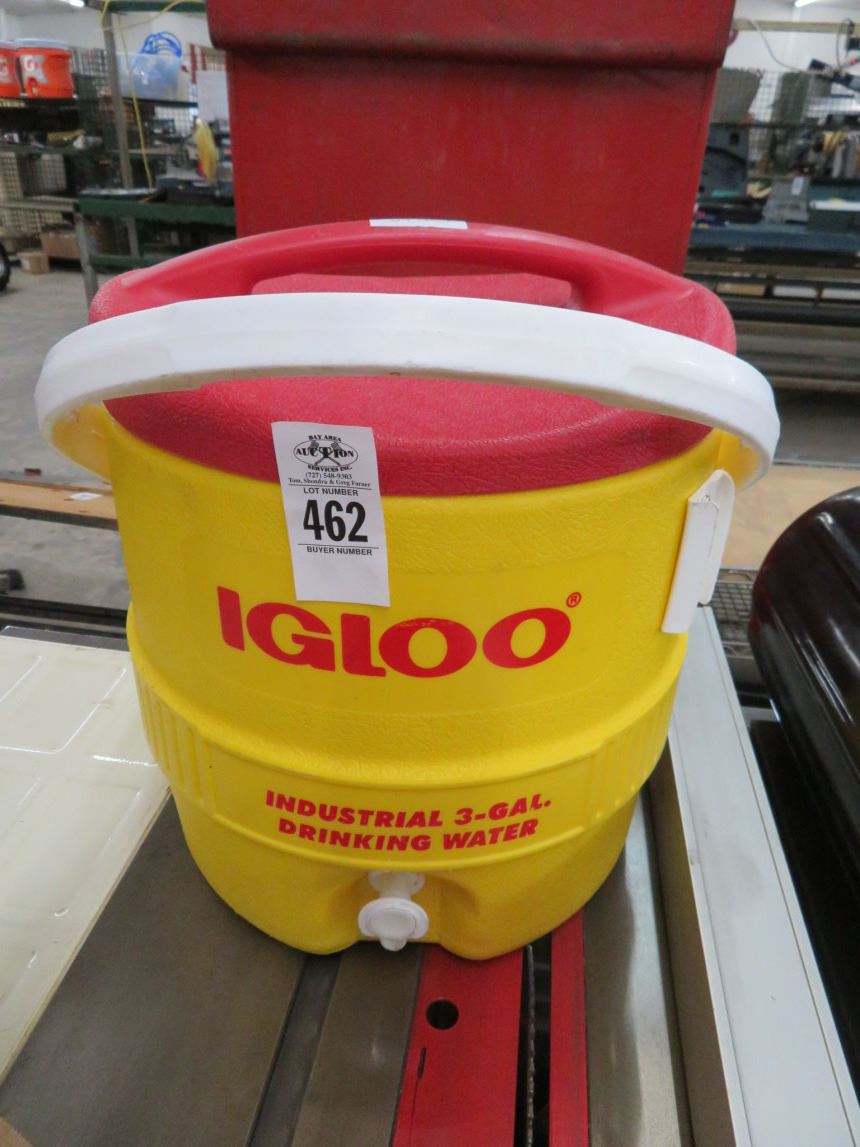 BAY AREA
AUCTION
SERVICES INC.
(727) 548-9303
Tom, Shondra & Greg Farner
LOT NUMBER
462
BUYER NUMBER
IGLOO®
INDUSTRIAL 3-GAL.
DRINKING WATER